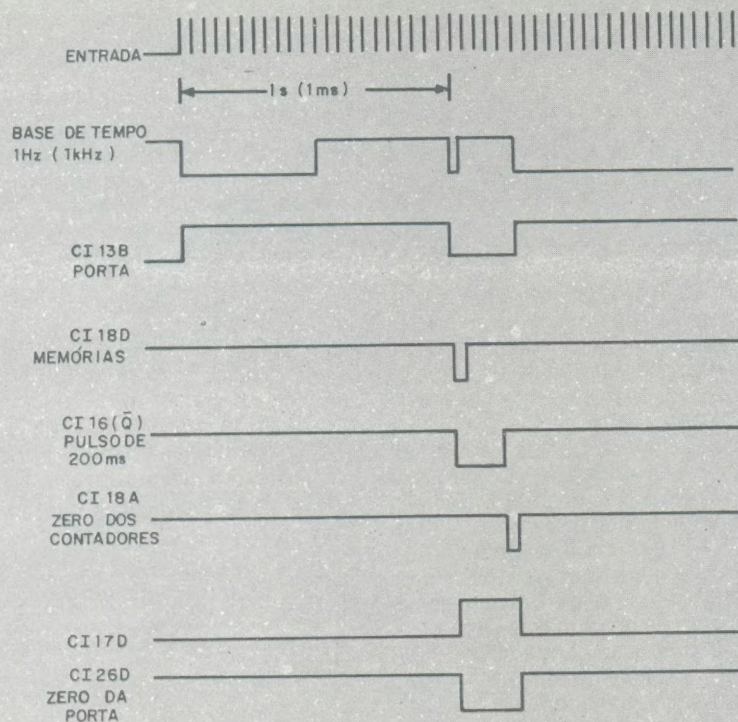 ENTRADA
1s (1ms)
BASE DE TEMPO
1Hz (1kHz)
CI 13B
PORTA
CI 18D
MEMÓRIAS
CI 16 (Q̄)
PULSO DE
200ms
CI 18A
ZERO DOS
CONTADORES
CI 17D
CI 26D
ZERO DA
PORTA